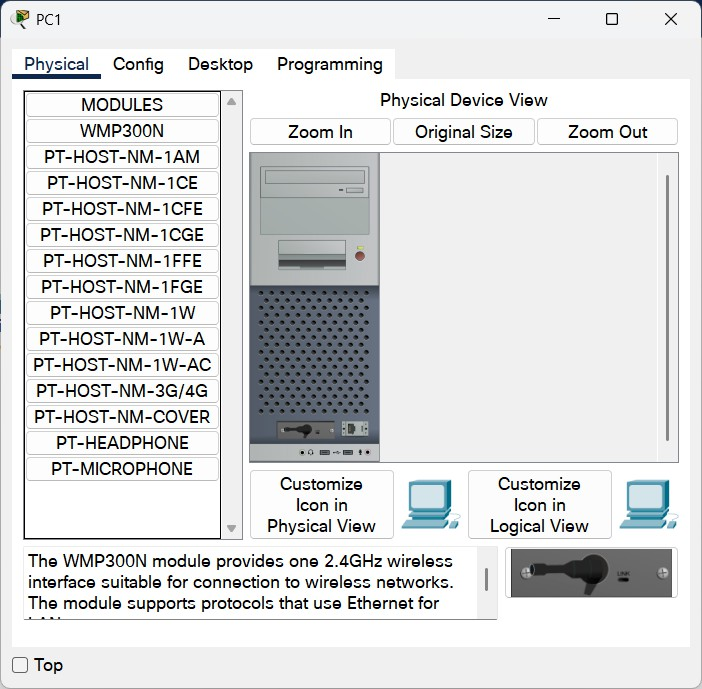 PC1
Physical
Config
Desktop
Programming
MODULES
WMP300N
PT-HOST-NM-1AM
PT-HOST-NM-1CE
PT-HOST-NM-1CFE
PT-HOST-NM-1CGE
PT-HOST-NM-1FFE
PT-HOST-NM-1FGE
PT-HOST-NM-1W
PT-HOST-NM-1W-A
PT-HOST-NM-1W-AC
PT-HOST-NM-3G/4G
PT-HOST-NM-COVER
PT-HEADPHONE
PT-MICROPHONE
Physical Device View
Zoom In
Original Size
Zoom Out
Customize
Icon in
Physical View
Customize
Icon in
Logical View
The WMP300N module provides one 2.4GHz wireless
interface suitable for connection to wireless networks.
The module supports protocols that use Ethernet for
LINK
Top